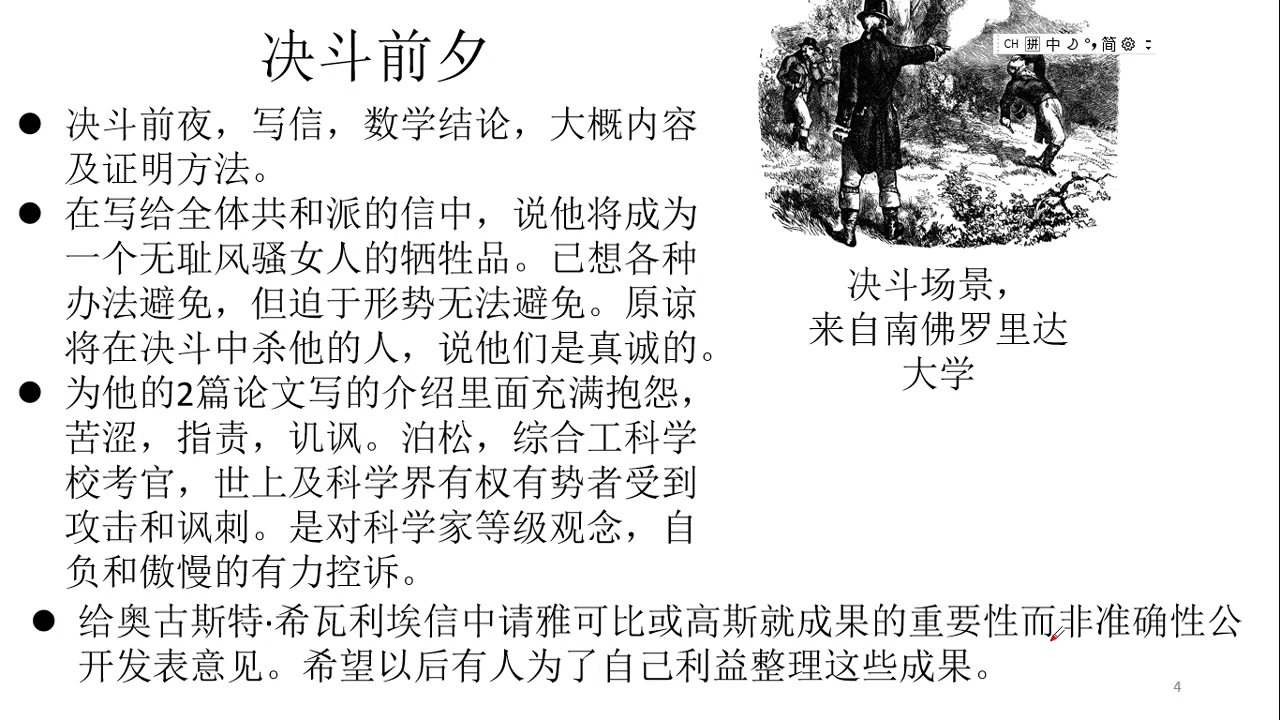 决斗前夕
CH 拼 中 简
● 决斗前夜，写信，数学结论，大概内容
及证明方法。
● 在写给全体共和派的信中，说他将成为
一个无耻风骚女人的牺牲品。已想各种
办法避免，但迫于形势无法避免。原谅
将在决斗中杀他的人，说他们是真诚的。
● 为他的2篇论文写的介绍里面充满抱怨，
苦涩，指责，讥讽。泊松，综合工科学
校考官，世上及科学界有权有势者受到
攻击和讽刺。是对科学家等级观念，自
负和傲慢的有力控诉。
● 给奥古斯特·希瓦利埃信中请雅可比或高斯就成果的重要性而非准确性公
开发表意见。希望以后有人为了自己利益整理这些成果。
决斗场景，
来自南佛罗里达
大学
4